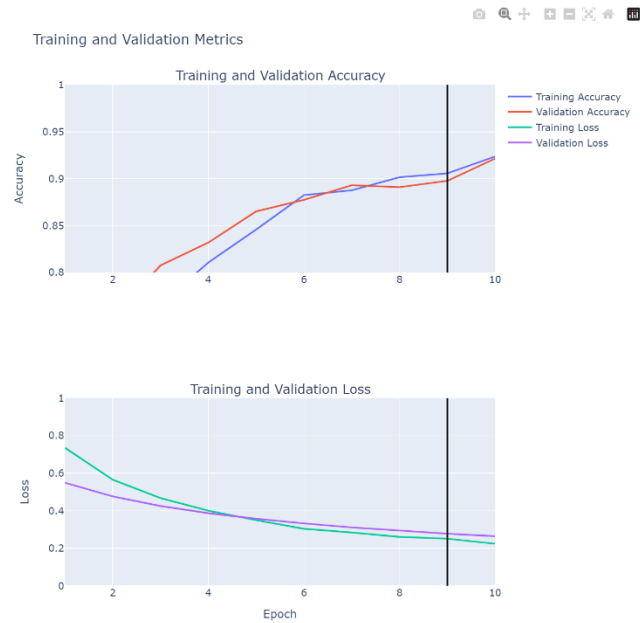 Training and Validation Metrics
Training and Validation Accuracy
1
0.95
0.9
0.85
0.8
Accuracy
2
4
6
8
10
Training Accuracy
Validation Accuracy
Training Loss
Validation Loss
Training and Validation Loss
1
0.8
0.6
0.4
0.2
0
Loss
2
4
6
8
10
Epoch